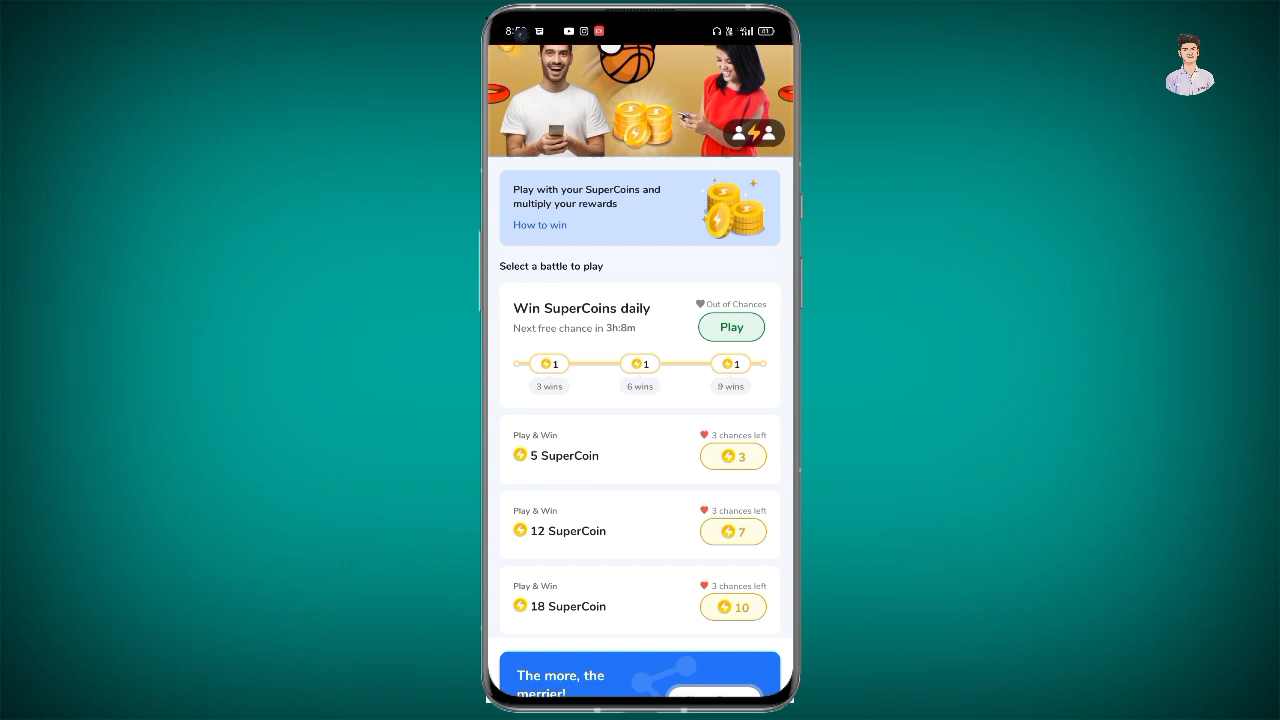 Play with your SuperCoins and
multiply your rewards
How to win
Select a battle to play
Win SuperCoins daily
Out of Chances
Next free chance in 3h:8m
Play
1
1
1
3 wins
6 wins
9 wins
Play & Win
3 chances left
5 SuperCoin
3
Play & Win
3 chances left
12 SuperCoin
7
Play & Win
3 chances left
18 SuperCoin
10
The more, the
merrier!